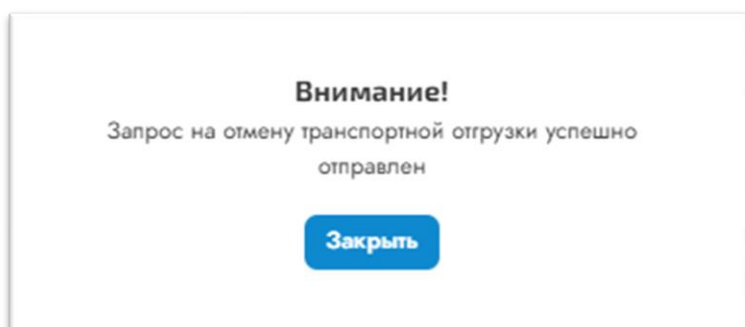 Внимание!
Запрос на отмену транспортной отгрузки успешно
отправлен
Закрыть